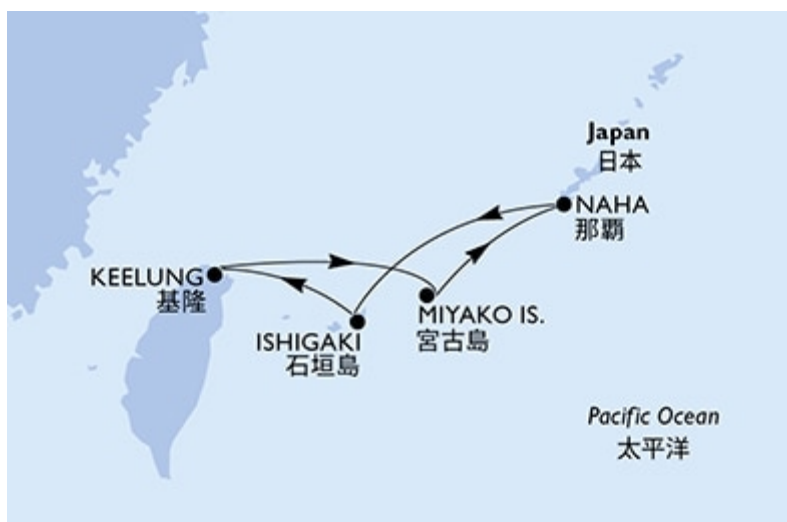 Japan
日本
NAHA
那覇
KEELUNG
基隆
MIYAKO IS.
宮古島
ISHIGAKI
石垣島
Pacific Ocean
太平洋